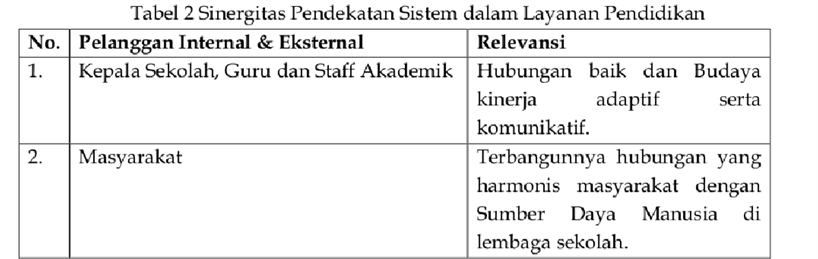 Tabel 2 Sinergitas Pendekatan Sistem dalam Layanan Pendidikan
No. Pelanggan Internal & Eksternal Relevansi
1. Kepala Sekolah, Guru dan Staff Akademik Hubungan baik dan Budaya
kinerja adaptif serta
komunikatif.
2. Masyarakat Terbangunnya hubungan yang
harmonis masyarakat dengan
Sumber Daya Manusia di
lembaga sekolah.